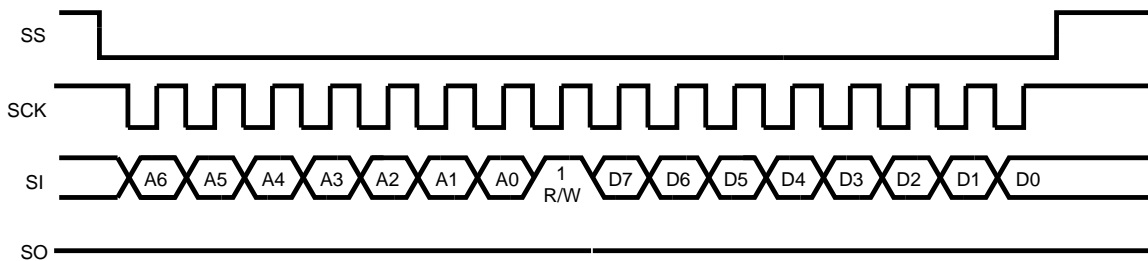 SS
SCK
SI A6 A5 A4 A3 A2 A1 A0 1 R/W D7 D6 D5 D4 D3 D2 D1 D0
SO